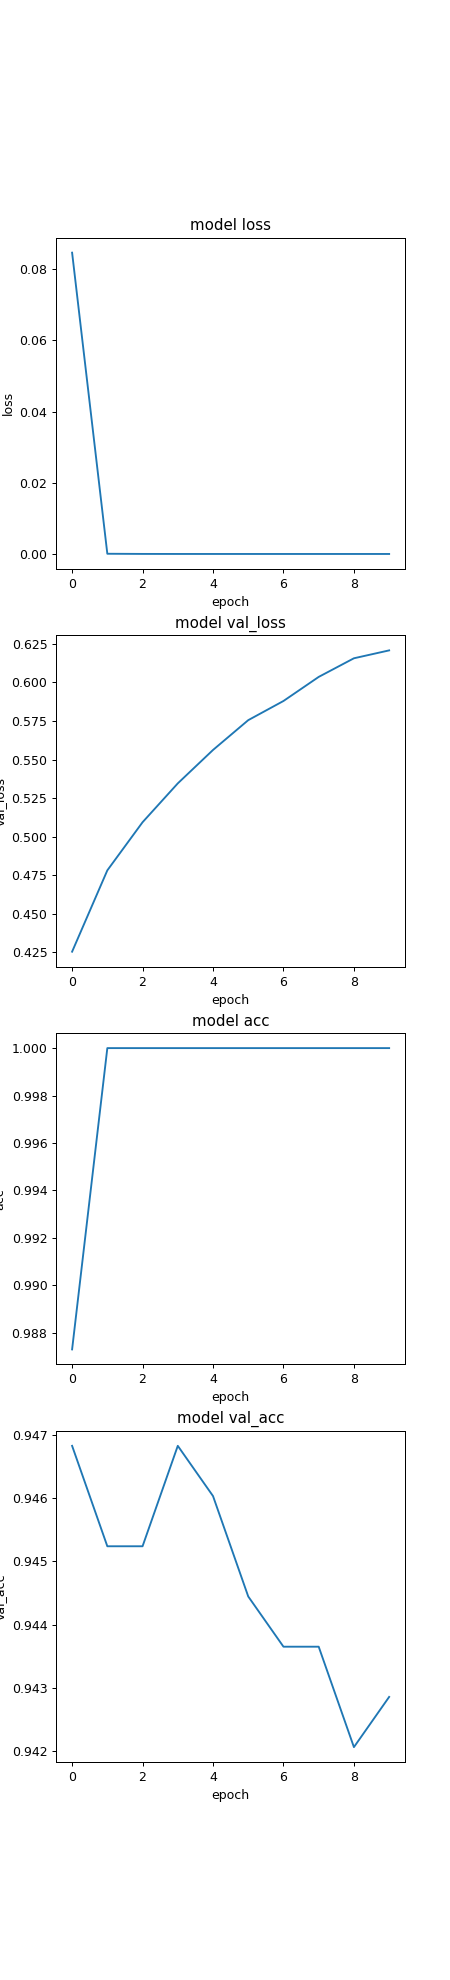 model loss
0.08
0.06
0.04
0.02
0.00
loss
0 2 4 6 8
epoch
model val_loss
0.625
0.600
0.575
0.550
0.525
0.500
0.475
0.450
0.425
val_loss
0 2 4 6 8
epoch
model acc
1.000
0.998
0.996
0.994
0.992
0.990
0.988
acc
0 2 4 6 8
epoch
model val_acc
0.947
0.946
0.945
0.944
0.943
0.942
val_acc
0 2 4 6 8
epoch